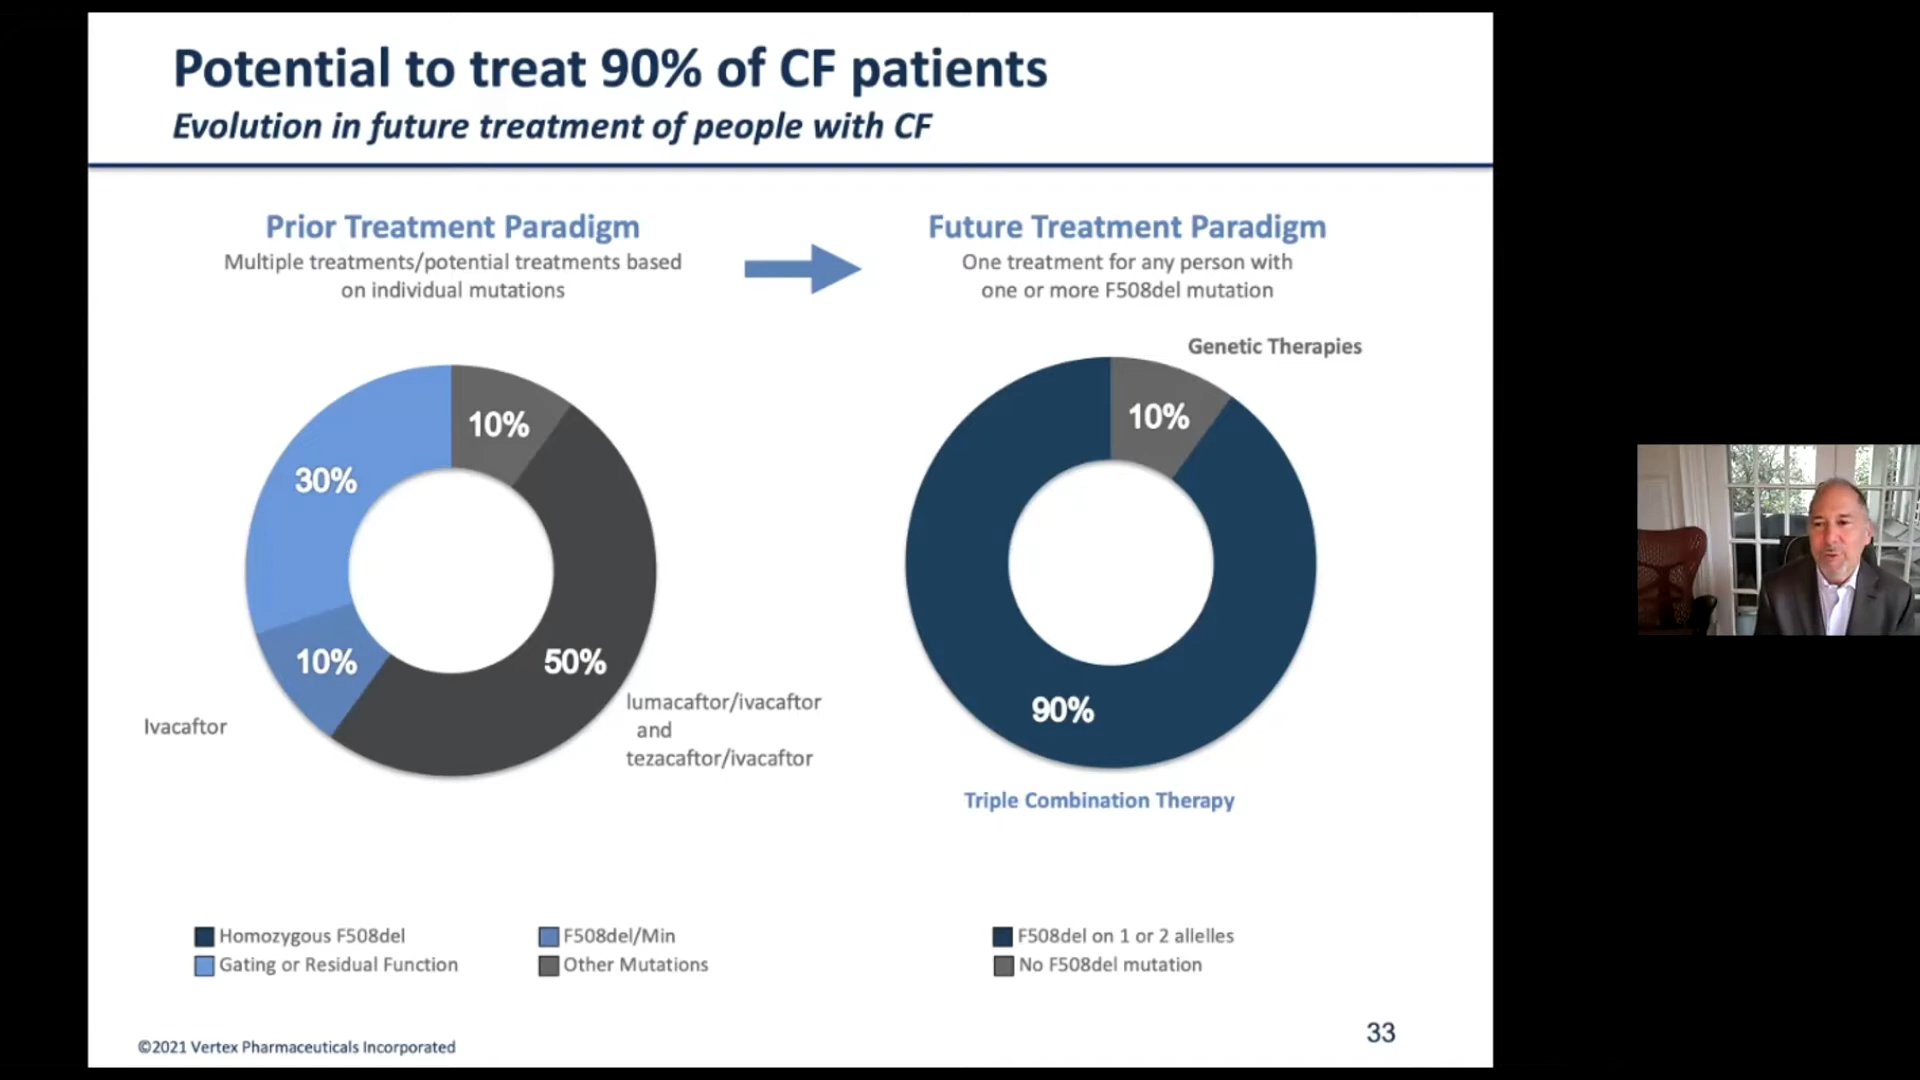 Potential to treat 90% of CF patients
Evolution in future treatment of people with CF
Prior Treatment Paradigm
Multiple treatments/potential treatments based
on individual mutations
Future Treatment Paradigm
One treatment for any person with
one or more F508del mutation
Genetic Therapies
10%
30%
10%
50%
Ivacaftor
lumacaftor/ivacaftor
and
tezacaftor/ivacaftor
10%
90%
Triple Combination Therapy
Homozygous F508del
F508del/Min
Gating or Residual Function
Other Mutations
F508del on 1 or 2 allelles
No F508del mutation
©2021 Vertex Pharmaceuticals Incorporated
33